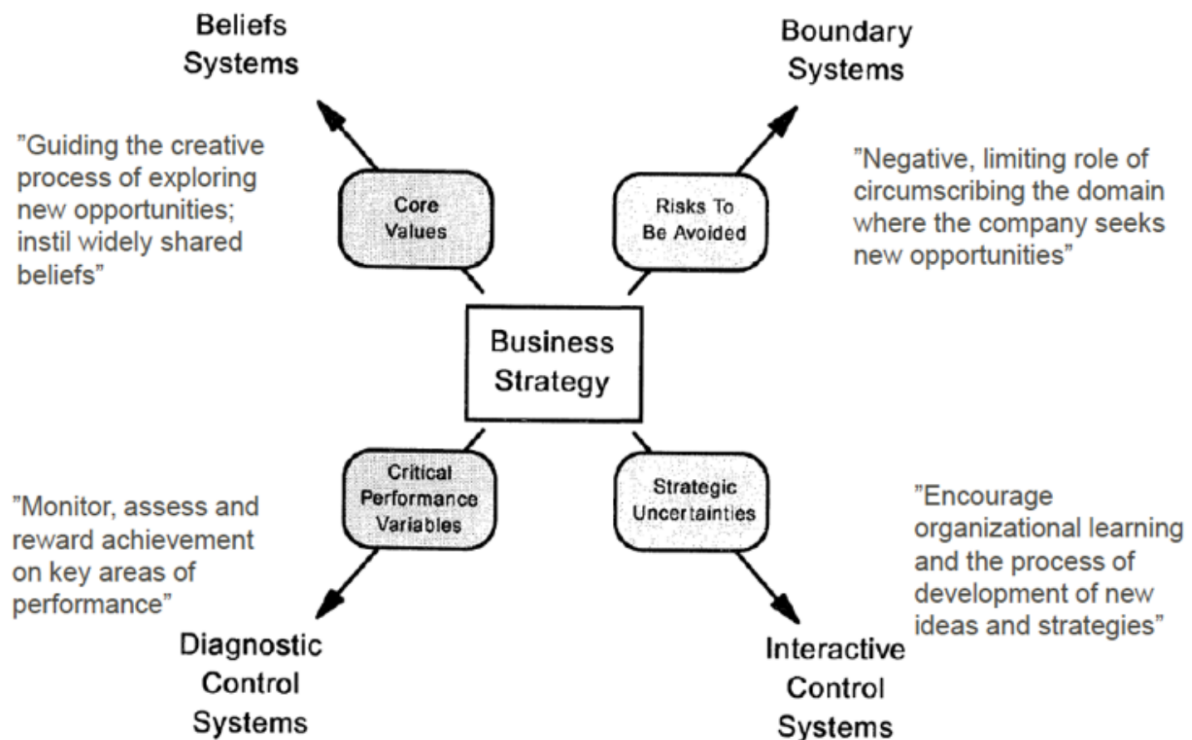 Beliefs
Systems
Boundary
Systems
”Guiding the creative
process of exploring
new opportunities;
instil widely shared
beliefs”
Core
Values
Risks To
Be Avoided
”Negative, limiting role of
circumscribing the domain
where the company seeks
new opportunities”
Business
Strategy
”Monitor, assess and
reward achievement
on key areas of
performance”
Critical
Performance
Variables
Strategic
Uncertainties
”Encourage
organizational learning
and the process of
development of new
ideas and strategies”
Diagnostic
Control
Systems
Interactive
Control
Systems